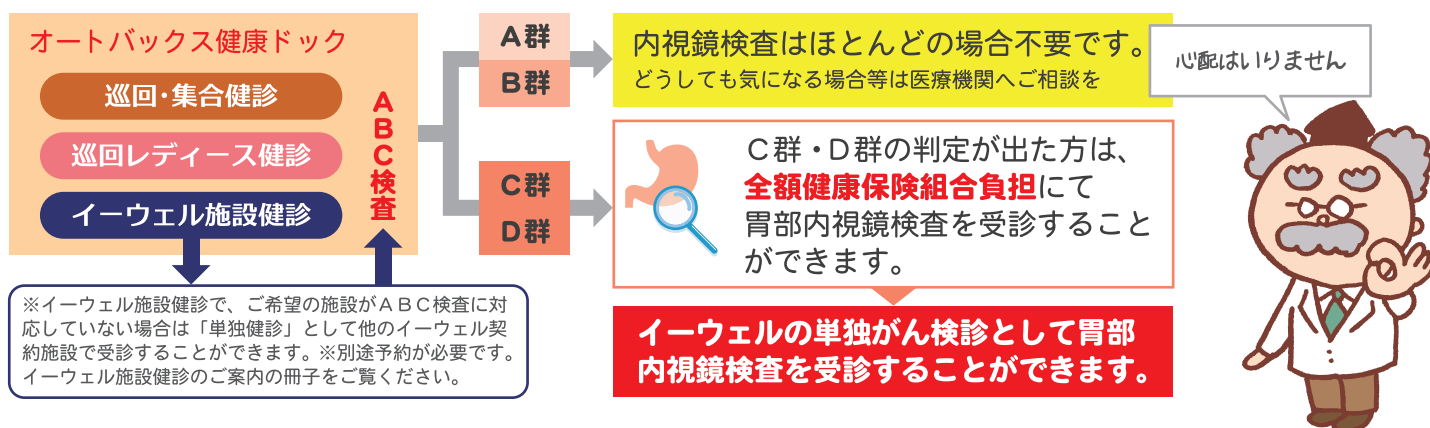 オートバックス健康ドック
巡回・集合健診
巡回レディース健診
イーウェル施設健診
ABC検査
※イーウェル施設健診で、ご希望の施設がABC検査に対
応していない場合は「単独健診」として他のイーウェル契
約施設で受診することができます。※別途予約が必要です。
イーウェル施設健診のご案内の冊子をご覧ください。
A群
B群
C群
D群
内視鏡検査はほとんどの場合不要です。
どうしても気になる場合等は医療機関へご相談を
C群・D群の判定が出た方は、
全額健康保険組合負担にて
胃部内視鏡検査を受診すること
ができます。
イーウェルの単独がん検診として胃部
内視鏡検査を受診することができます。
心配はいりません